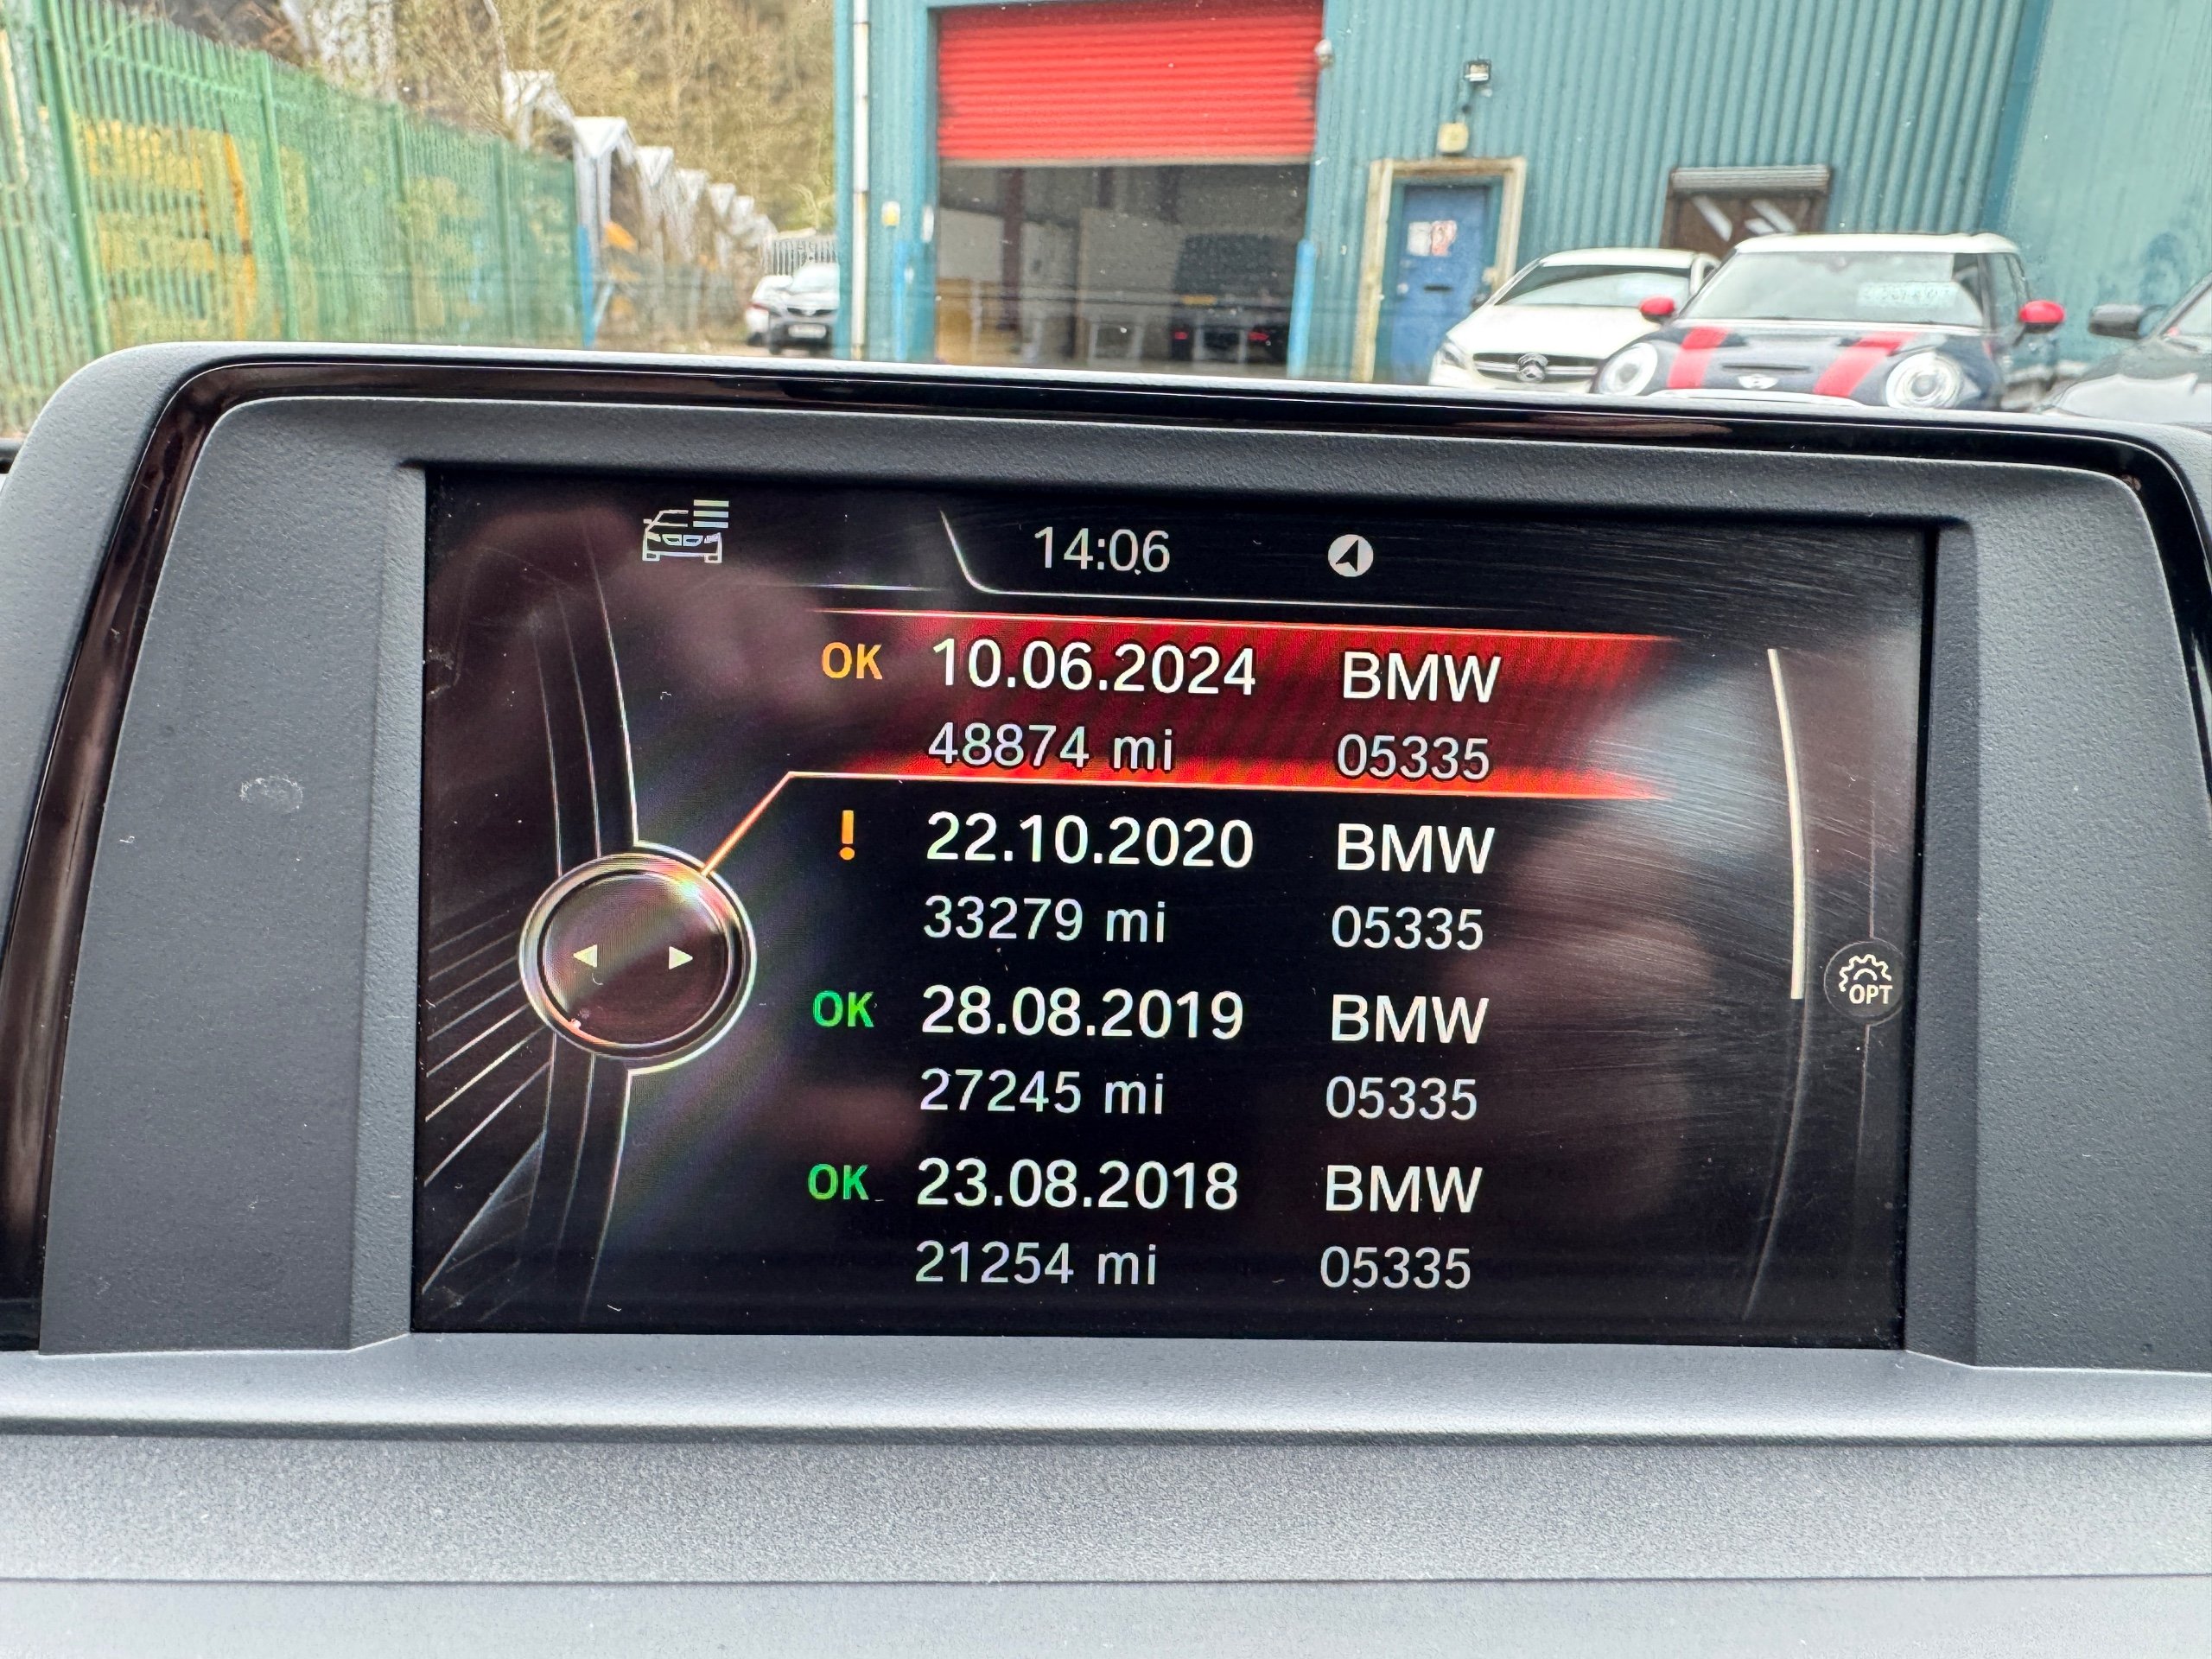 14:06
OK 10.06.2024 BMW
48874 mi 05335
! 22.10.2020 BMW
33279 mi 05335
OK 28.08.2019 BMW
27245 mi 05335
OPT
OK 23.08.2018 BMW
21254 mi 05335